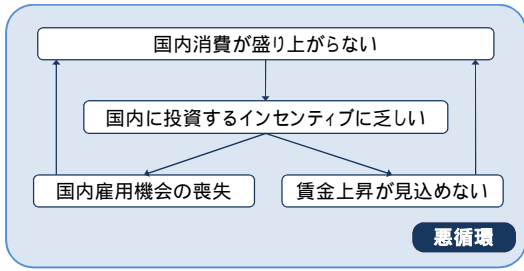 国内消費が盛り上がらない
国内に投資するインセンティブに乏しい
国内雇用機会の喪失
賃金上昇が見込めない
悪循環